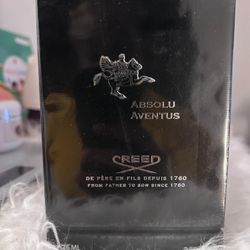 ABSOLU
AVENTUS
CREED
DE PÈRE EN FILS DEPUIS 1760
FROM FATHER TO SON SINCE 1760